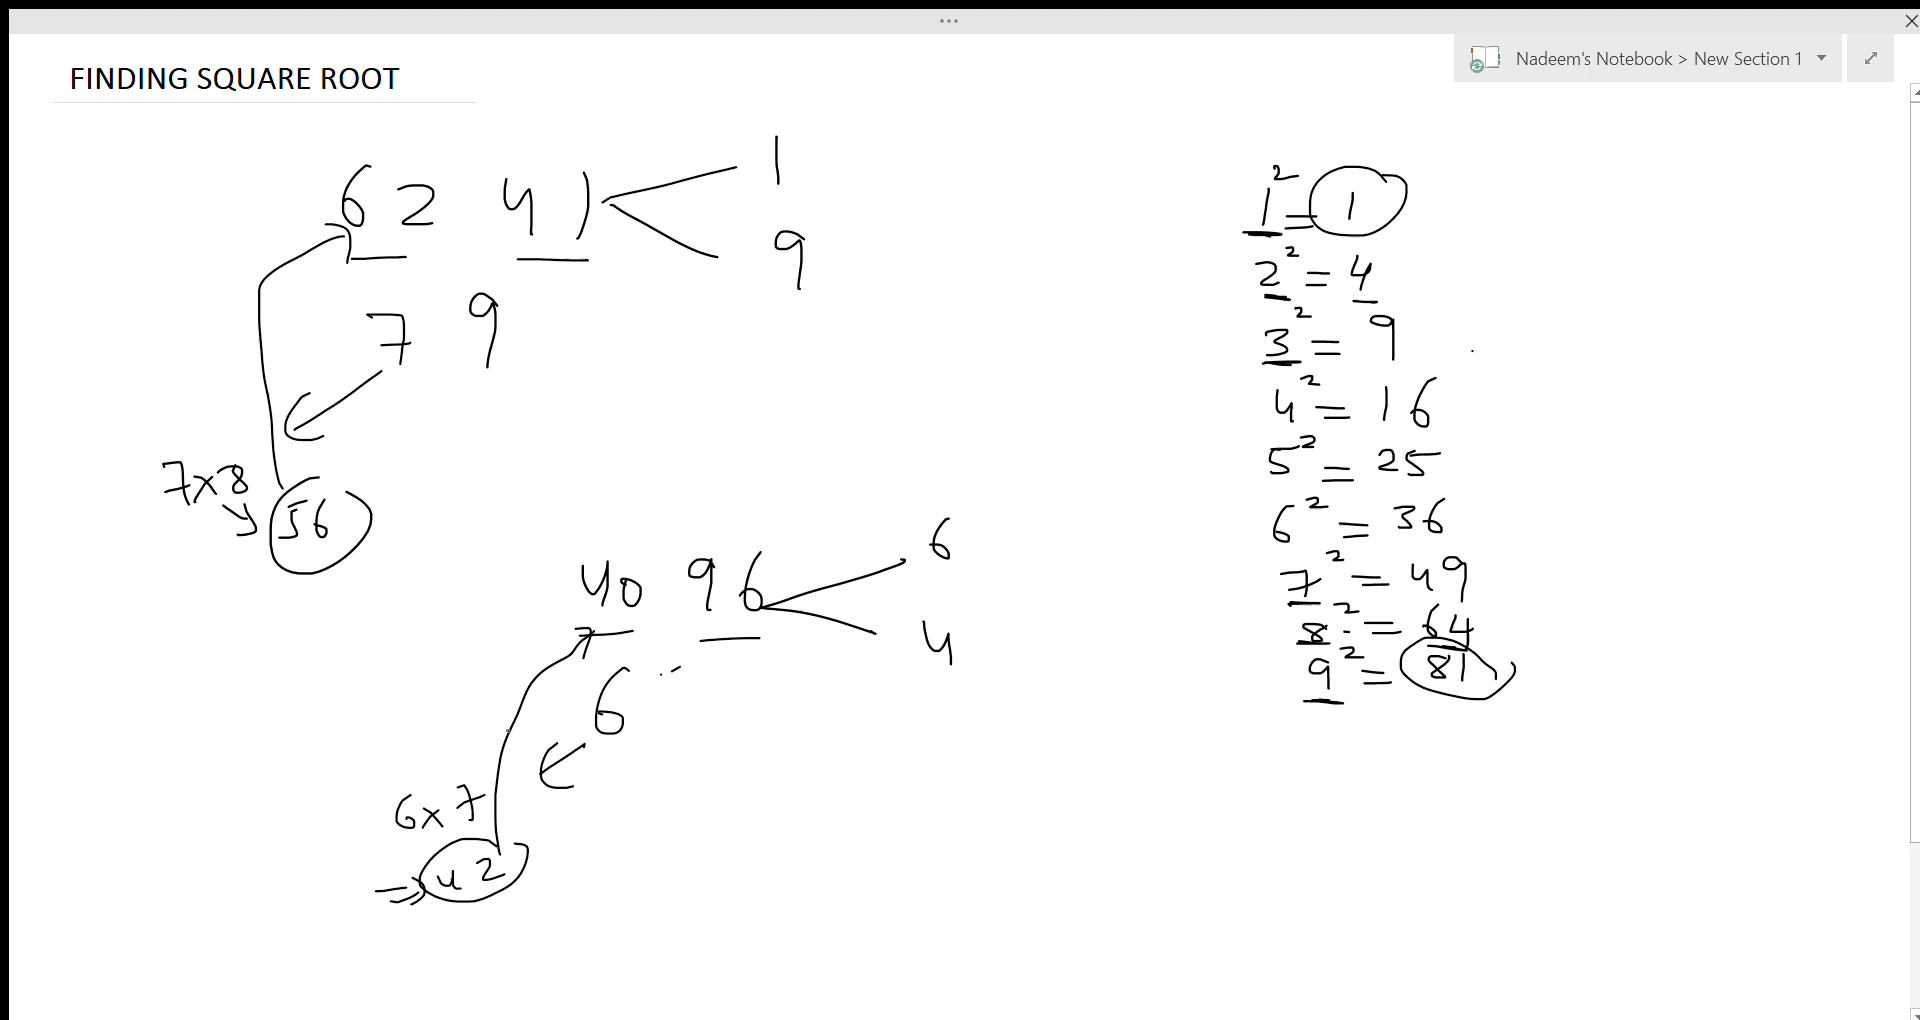 Nadeem's Notebook > New Section 1
FINDING SQUARE ROOT
62 41
1
9
7 9
7x8
56
40 96
6
4
7
6
6x7
=> 42
1² = 1
2² = 4
3² = 9
4² = 16
5² = 25
6² = 36
7² = 49
8² = 64
9² = 81